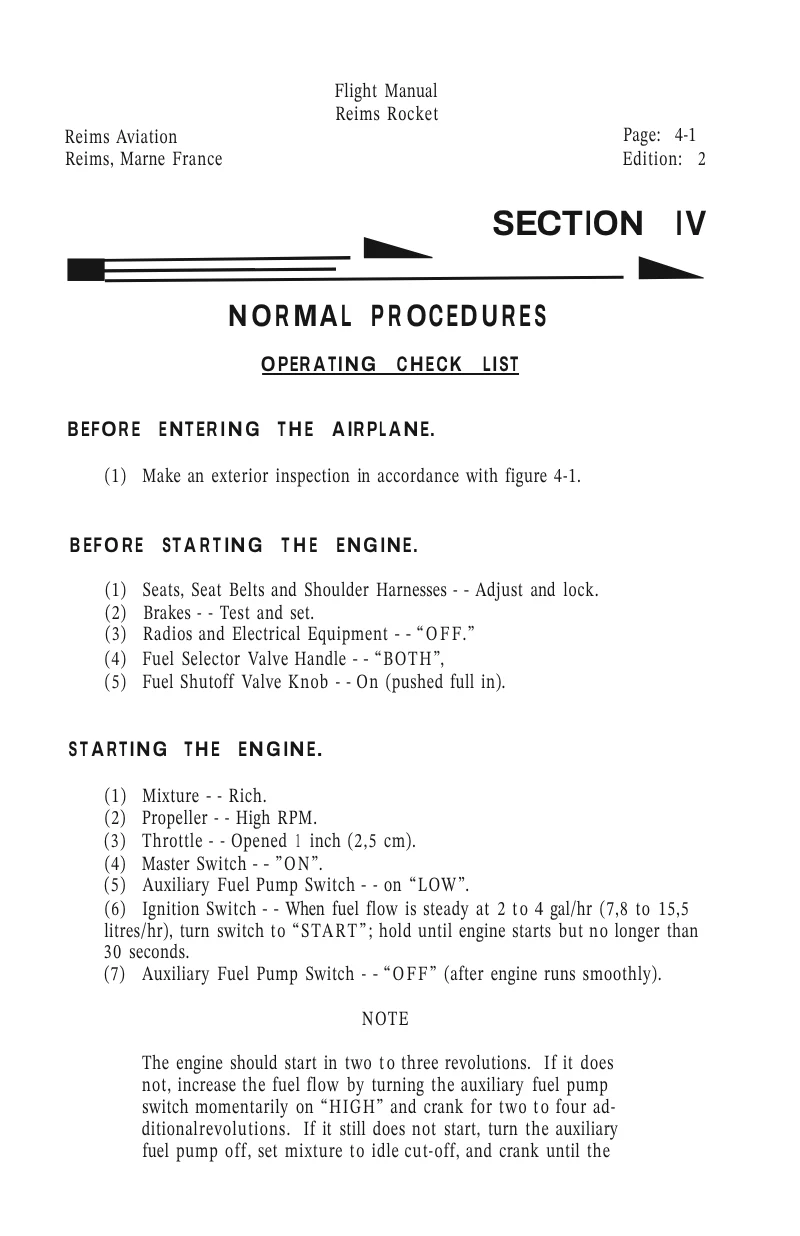 Flight Manual
Reims Rocket
Reims Aviation
Reims, Marne France
Page: 4-1
Edition: 2
SECTION IV
NORMAL PROCEDURES
OPERATING CHECK LIST
BEFORE ENTERING THE AIRPLANE.
(1) Make an exterior inspection in accordance with figure 4-1.
BEFORE STARTING THE ENGINE.
(1) Seats, Seat Belts and Shoulder Harnesses - - Adjust and lock.
(2) Brakes - - Test and set.
(3) Radios and Electrical Equipment - - “OFF.”
(4) Fuel Selector Valve Handle - - “BOTH”,
(5) Fuel Shutoff Valve Knob - - On (pushed full in).
STARTING THE ENGINE.
(1) Mixture - - Rich.
(2) Propeller - - High RPM.
(3) Throttle - - Opened 1 inch (2,5 cm).
(4) Master Switch - - ”ON”.
(5) Auxiliary Fuel Pump Switch - - on “LOW”.
(6) Ignition Switch - - When fuel flow is steady at 2 to 4 gal/hr (7,8 to 15,5
litres/hr), turn switch to “START”; hold until engine starts but no longer than
30 seconds.
(7) Auxiliary Fuel Pump Switch - - “OFF” (after engine runs smoothly).
NOTE
The engine should start in two to three revolutions. If it does
not, increase the fuel flow by turning the auxiliary fuel pump
switch momentarily on “HIGH” and crank for two to four ad-
ditionalrevolutions. If it still does not start, turn the auxiliary
fuel pump off, set mixture to idle cut-off, and crank until the